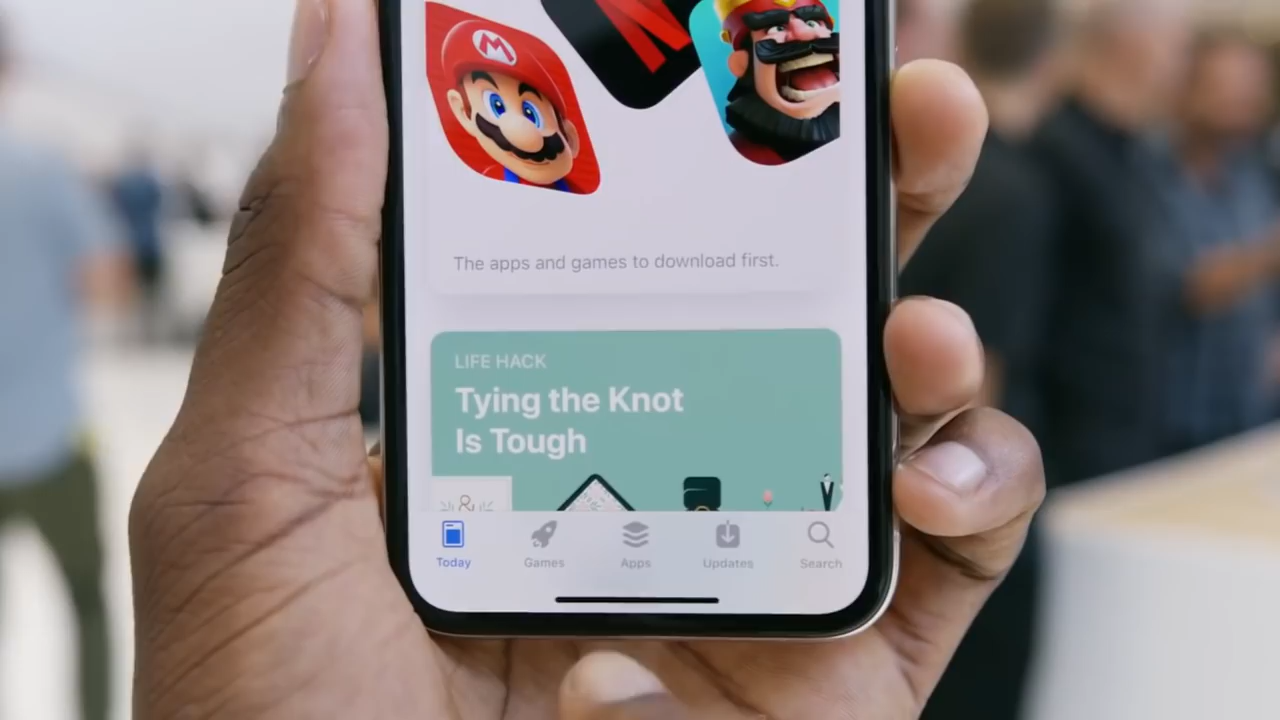 M
N
The apps and games to download first.
LIFE HACK
Tying the Knot
Is Tough
&
Today
Games
Apps
Updates
Search